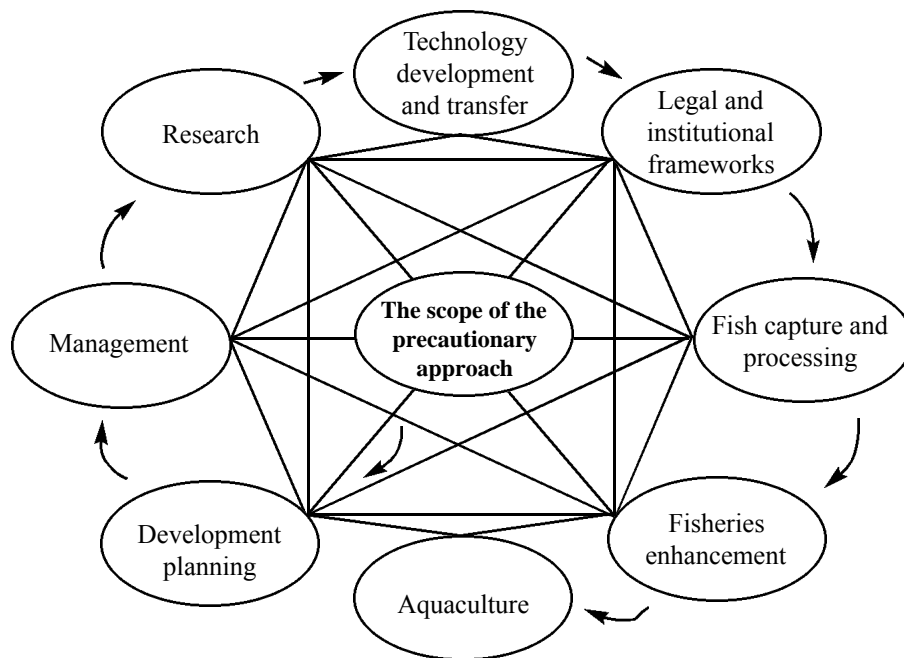 Technology
development
and transfer
Legal and
institutional
frameworks
Research
The scope of the
precautionary
approach
Management
Fish capture and
processing
Development
planning
Fisheries
enhancement
Aquaculture